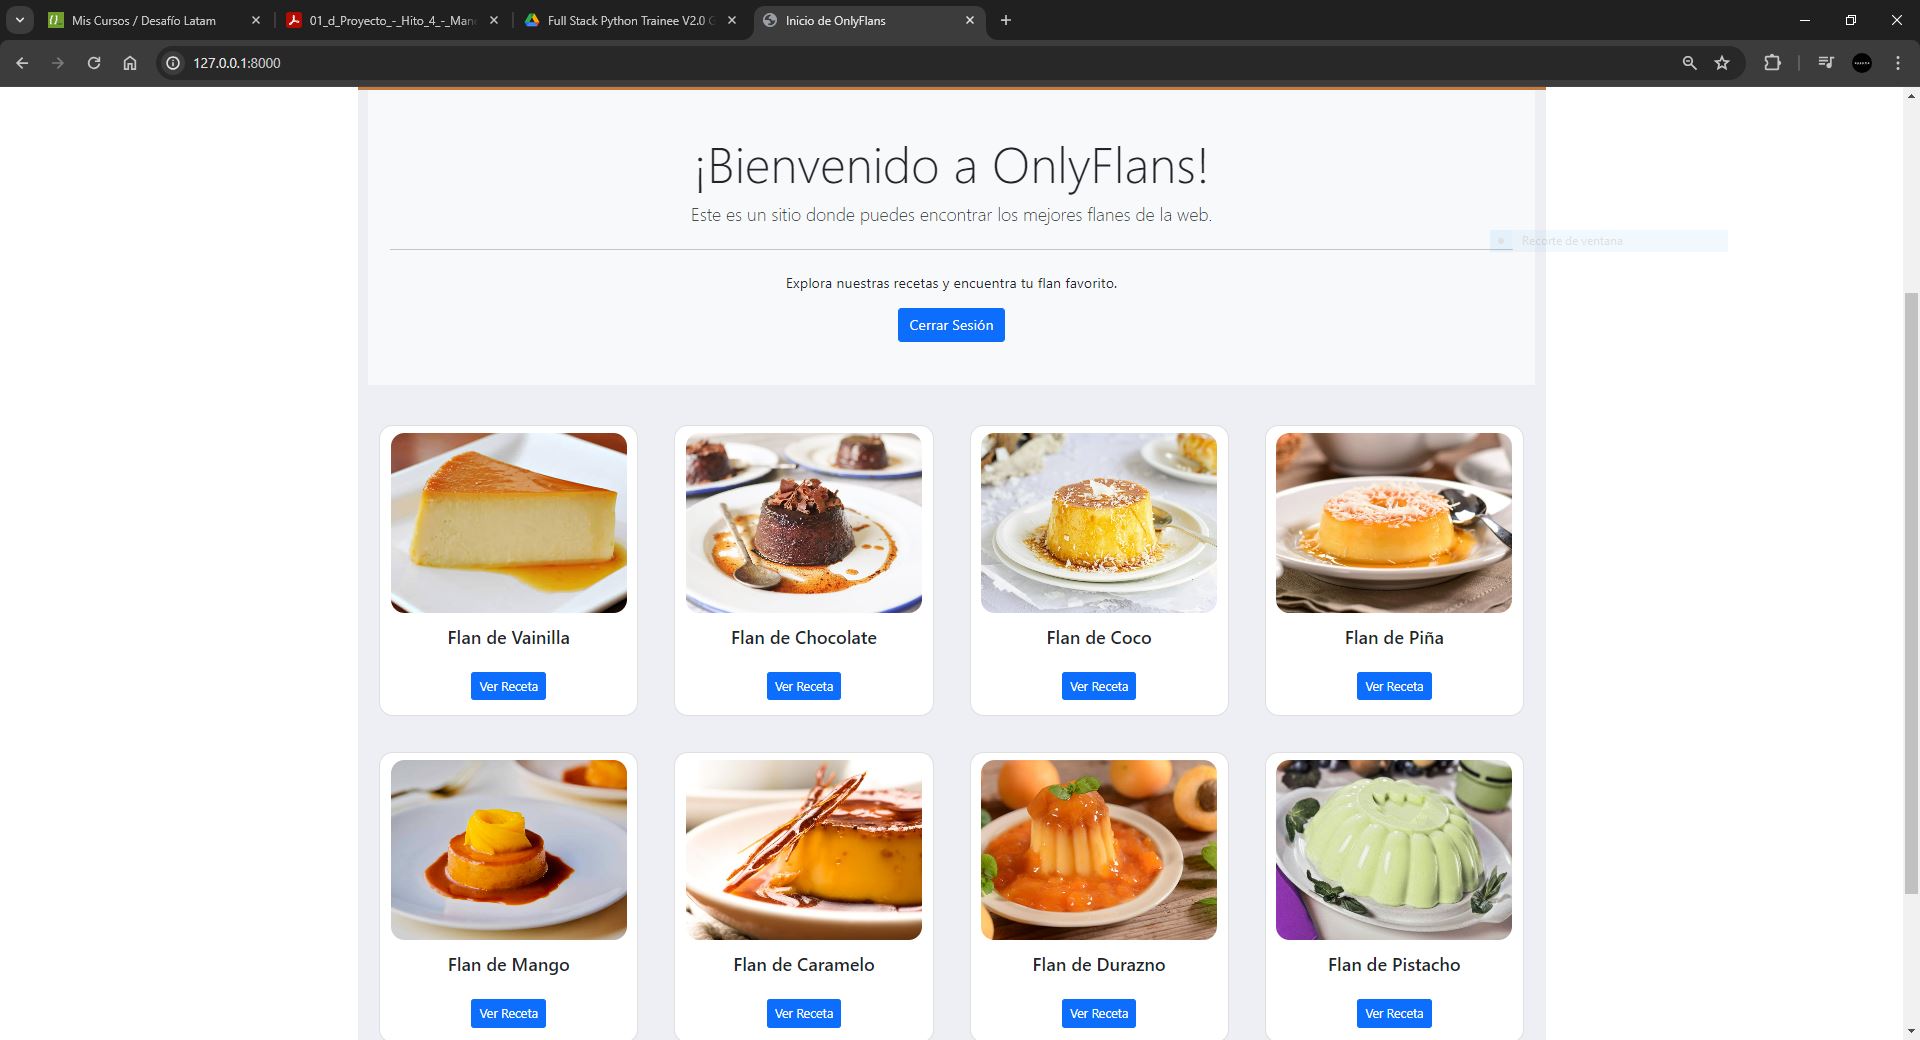 Mis Cursos / Desafío Latam
01_d_Proyecto_-_Hito_4_-_Man
Full Stack Python Trainee V2.0 G
Inicio de OnlyFlans
127.0.0.1:8000
¡Bienvenido a OnlyFlans!
Este es un sitio donde puedes encontrar los mejores flanes de la web.
Recorte de ventana
Explora nuestras recetas y encuentra tu flan favorito.
Cerrar Sesión
Flan de Vainilla
Flan de Chocolate
Flan de Coco
Flan de Piña
Ver Receta
Ver Receta
Ver Receta
Ver Receta
Flan de Mango
Flan de Caramelo
Flan de Durazno
Flan de Pistacho
Ver Receta
Ver Receta
Ver Receta
Ver Receta